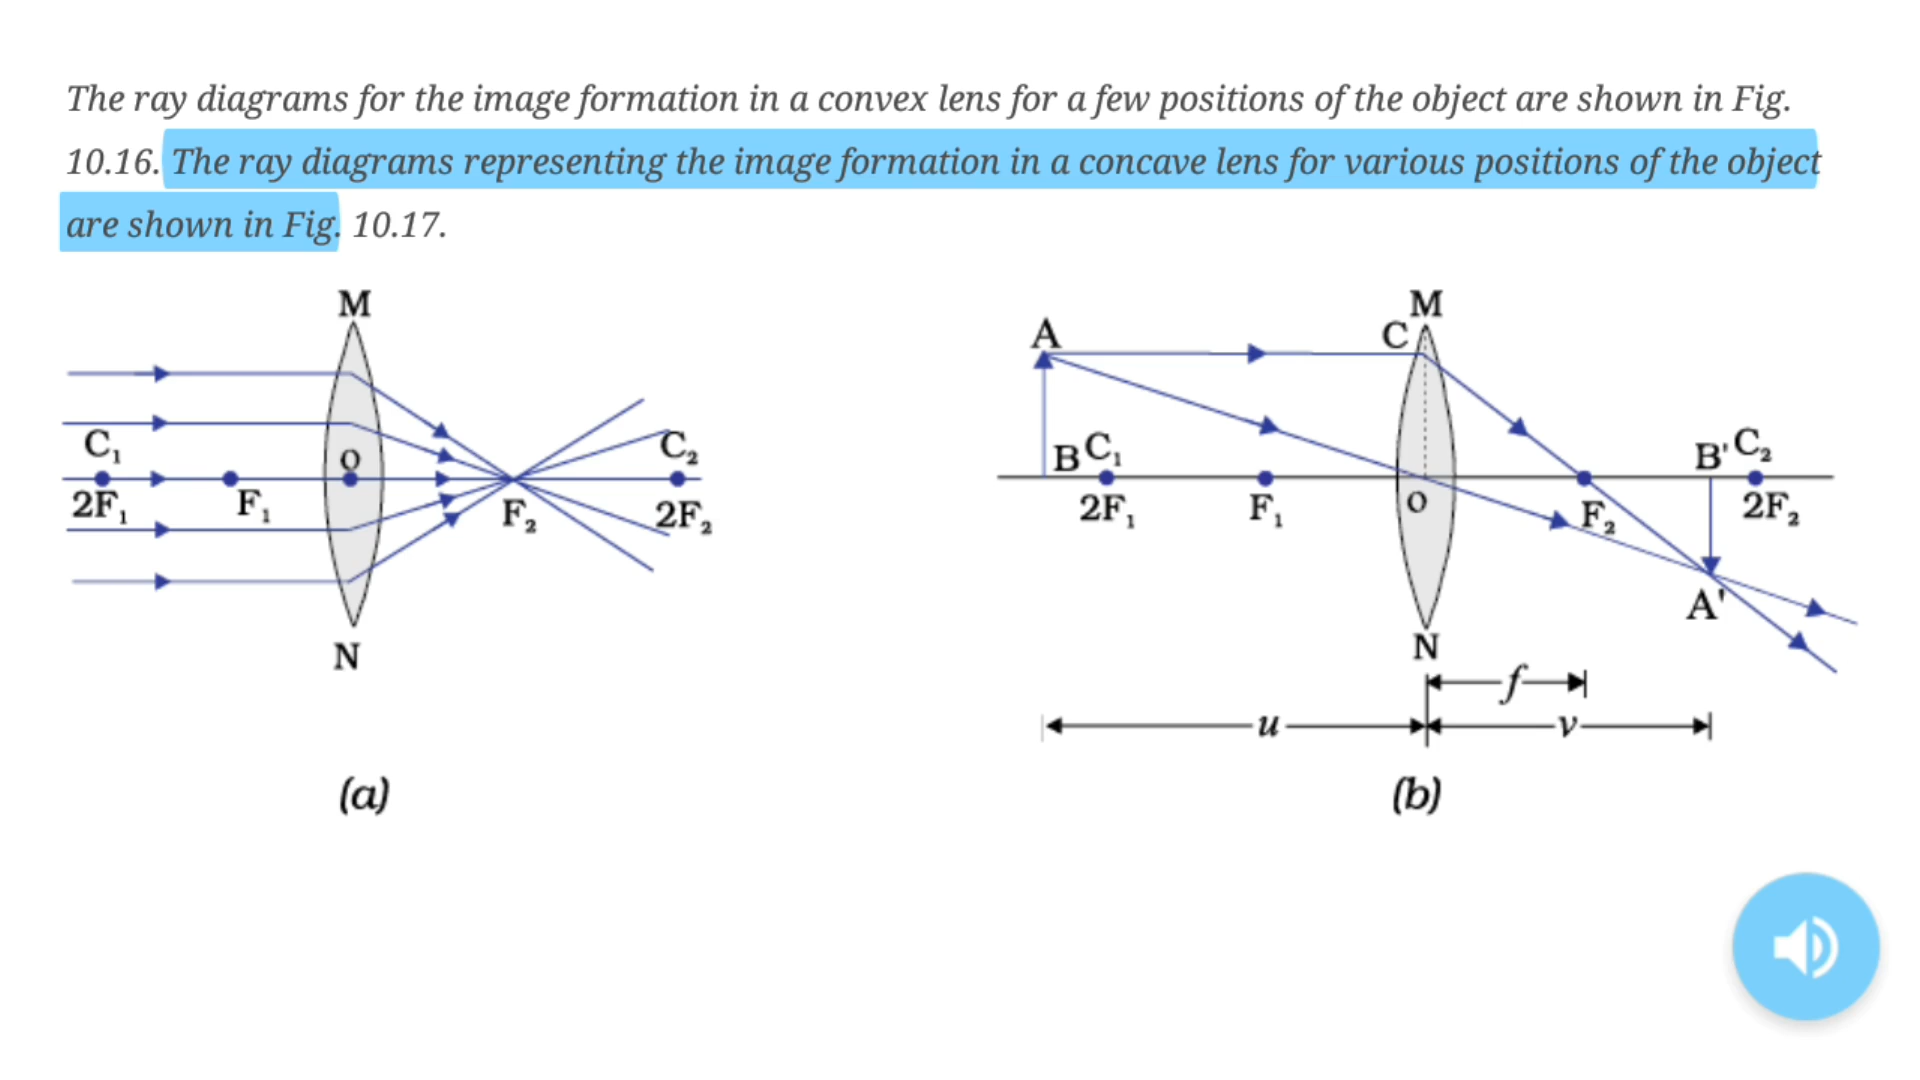 The ray diagrams for the image formation in a convex lens for a few positions of the object are shown in Fig.
10.16. The ray diagrams representing the image formation in a concave lens for various positions of the object
are shown in Fig. 10.17.
M
C₁
O
C₂
2F₁
F₁
F₂
2F₂
N
(a)
M
A
C
B C₁
B' C₂
2F₁
F₁
O
F₂
2F₂
A'
N
f
u
v
(b)